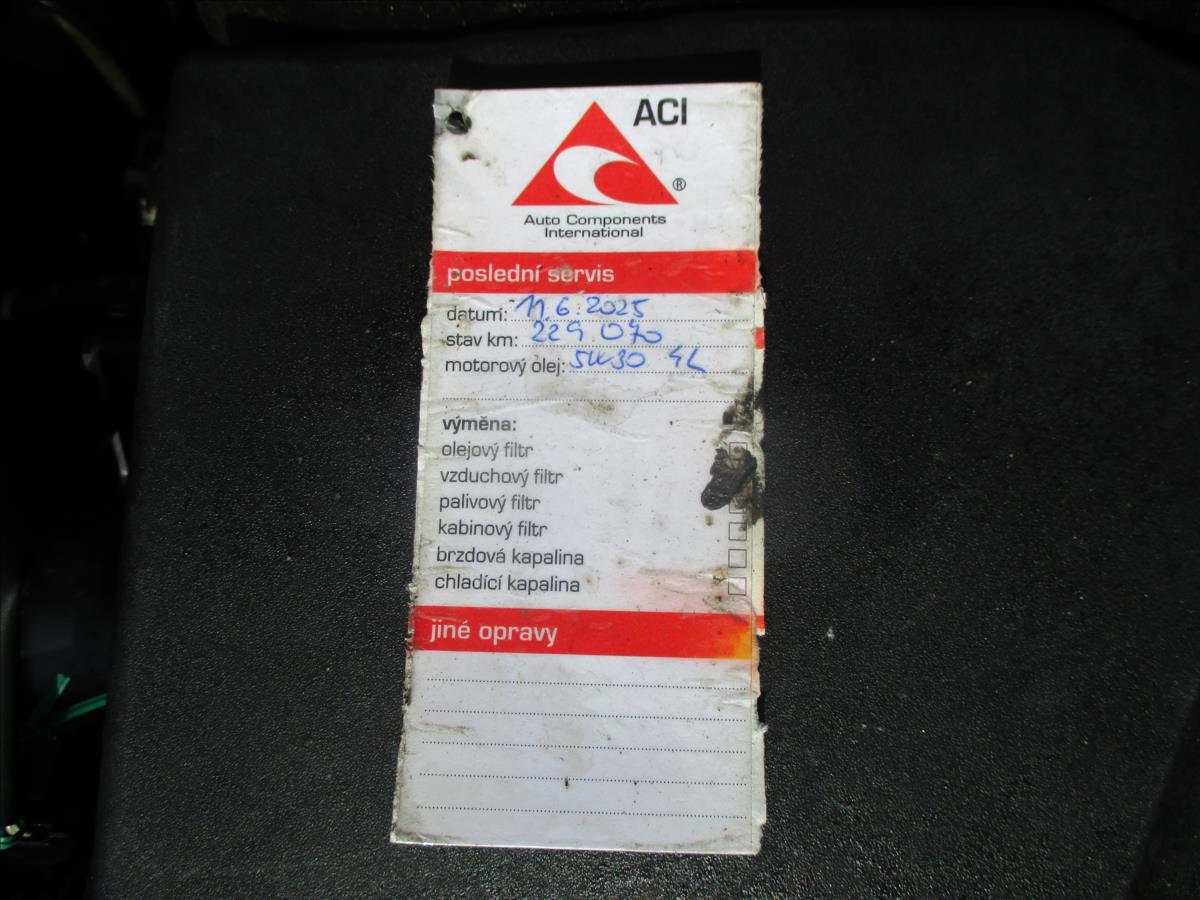 ACI
®
Auto Components
International
poslední servis
datum: 11.6.2025
stav km: 229 070
motorový olej: 5W30 4L
výměna:
olejový filtr
vzduchový filtr
palivový filtr
kabinový filtr
brzdová kapalina
chladící kapalina
jiné opravy